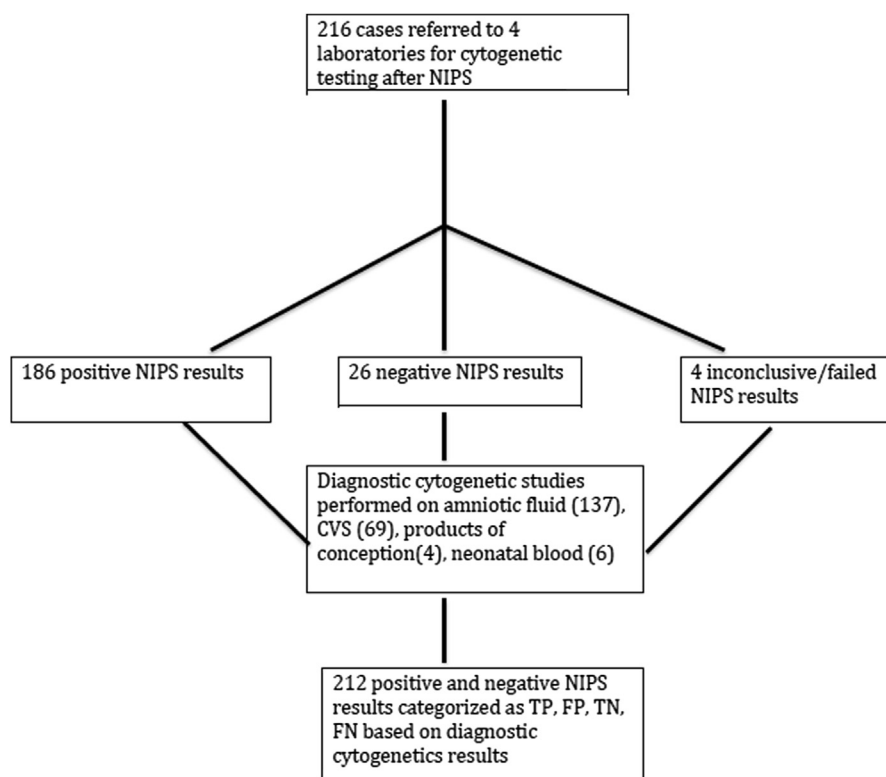 216 cases referred to 4
laboratories for cytogenetic
testing after NIPS
186 positive NIPS results
26 negative NIPS results
4 inconclusive/failed
NIPS results
Diagnostic cytogenetic studies
performed on amniotic fluid (137),
CVS (69), products of
conception(4), neonatal blood (6)
212 positive and negative NIPS
results categorized as TP, FP, TN,
FN based on diagnostic
cytogenetics results